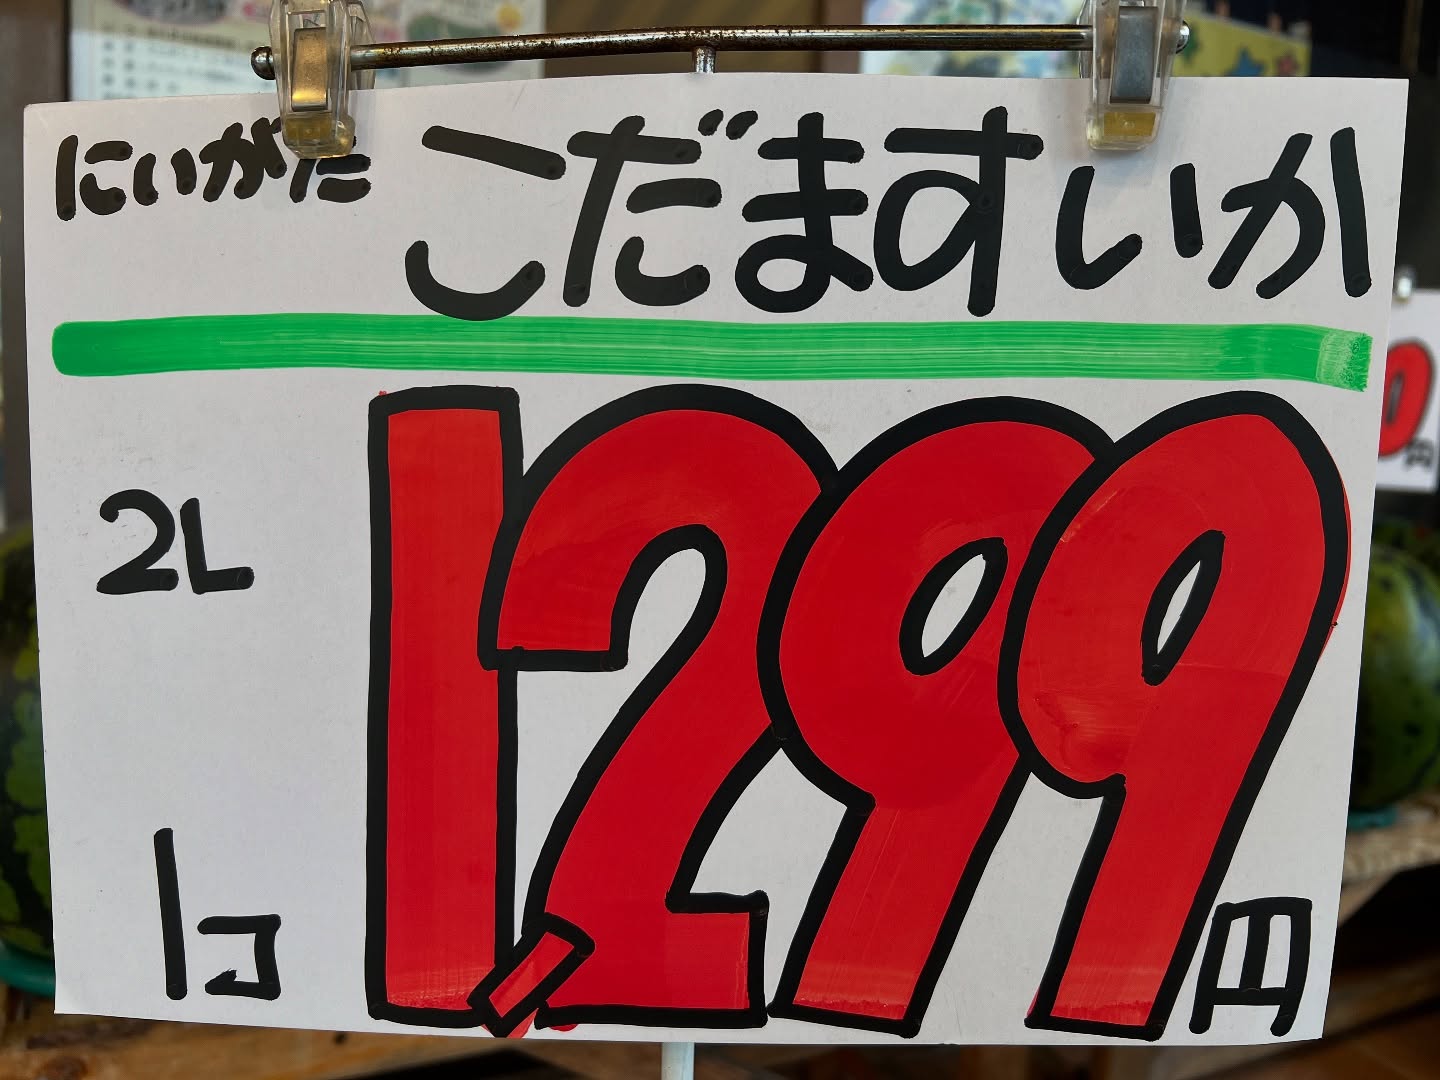 にいがた こだますいか
2L
1コ
1,299円